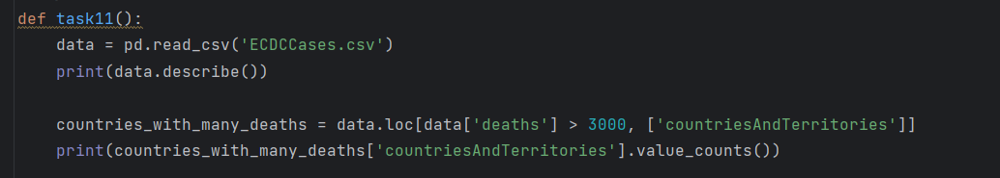 def task11():
    data = pd.read_csv('ECDCCases.csv')
    print(data.describe())
    countries_with_many_deaths = data.loc[data['deaths'] > 3000, ['countriesAndTerritories']]
    print(countries_with_many_deaths['countriesAndTerritories'].value_counts())